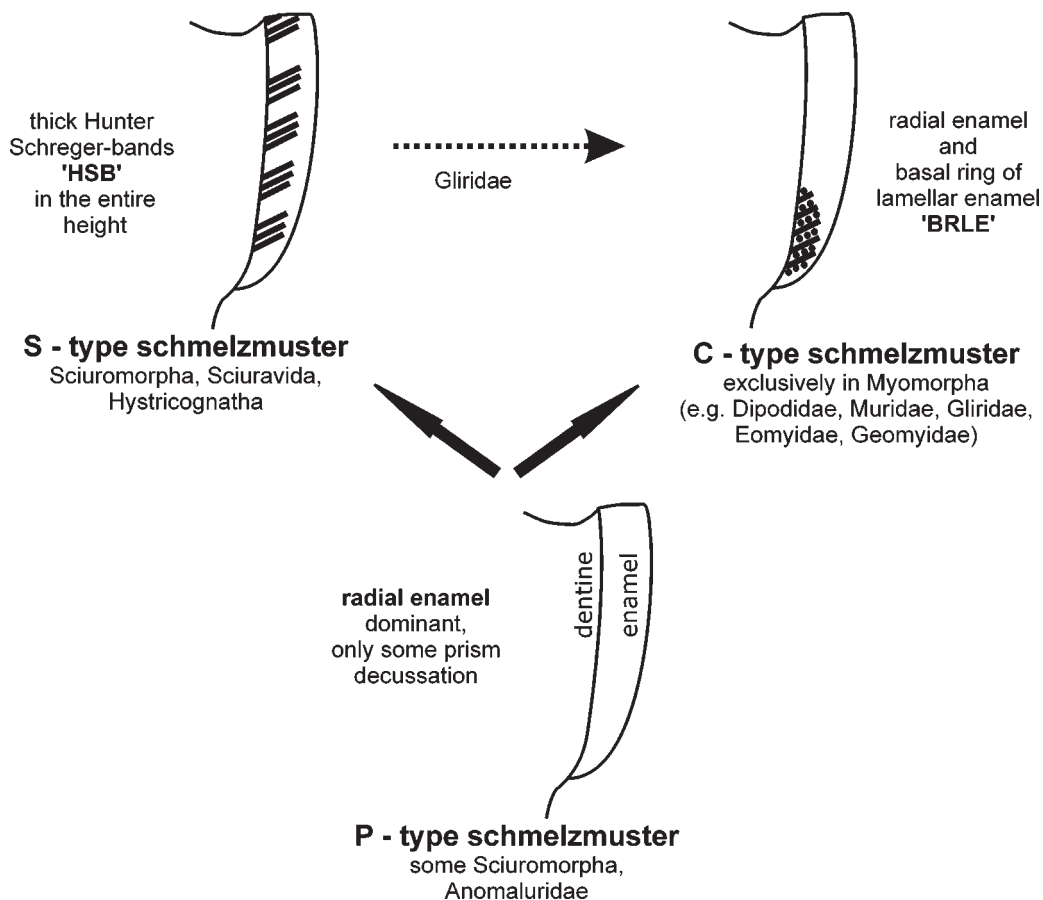 thick Hunter
Schreger-bands
'HSB'
in the entire
height
Gliridae
radial enamel
and
basal ring of
lamellar enamel
'BRLE'
S - type schmelzmuster
Sciuromorpha, Sciuravida,
Hystricognatha
C - type schmelzmuster
exclusively in Myomorpha
(e.g. Dipodidae, Muridae, Gliridae,
Eomyidae, Geomyidae)
radial enamel
dominant,
only some prism
decussation
dentine
enamel
P - type schmelzmuster
some Sciuromorpha,
Anomaluridae